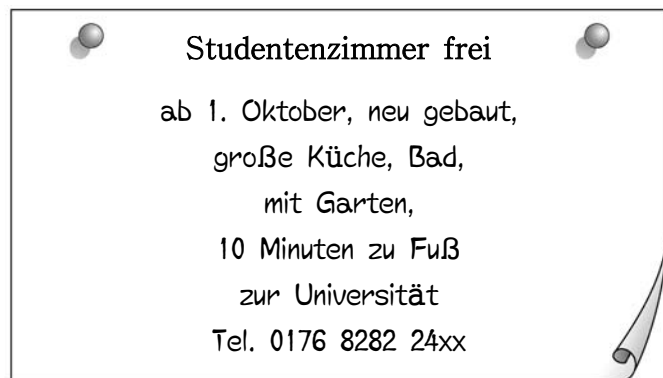 Studentenzimmer frei
ab 1. Oktober, neu gebaut,
große Küche, Bad,
mit Garten,
10 Minuten zu Fuß
zur Universität
Tel. 0176 8282 24xx